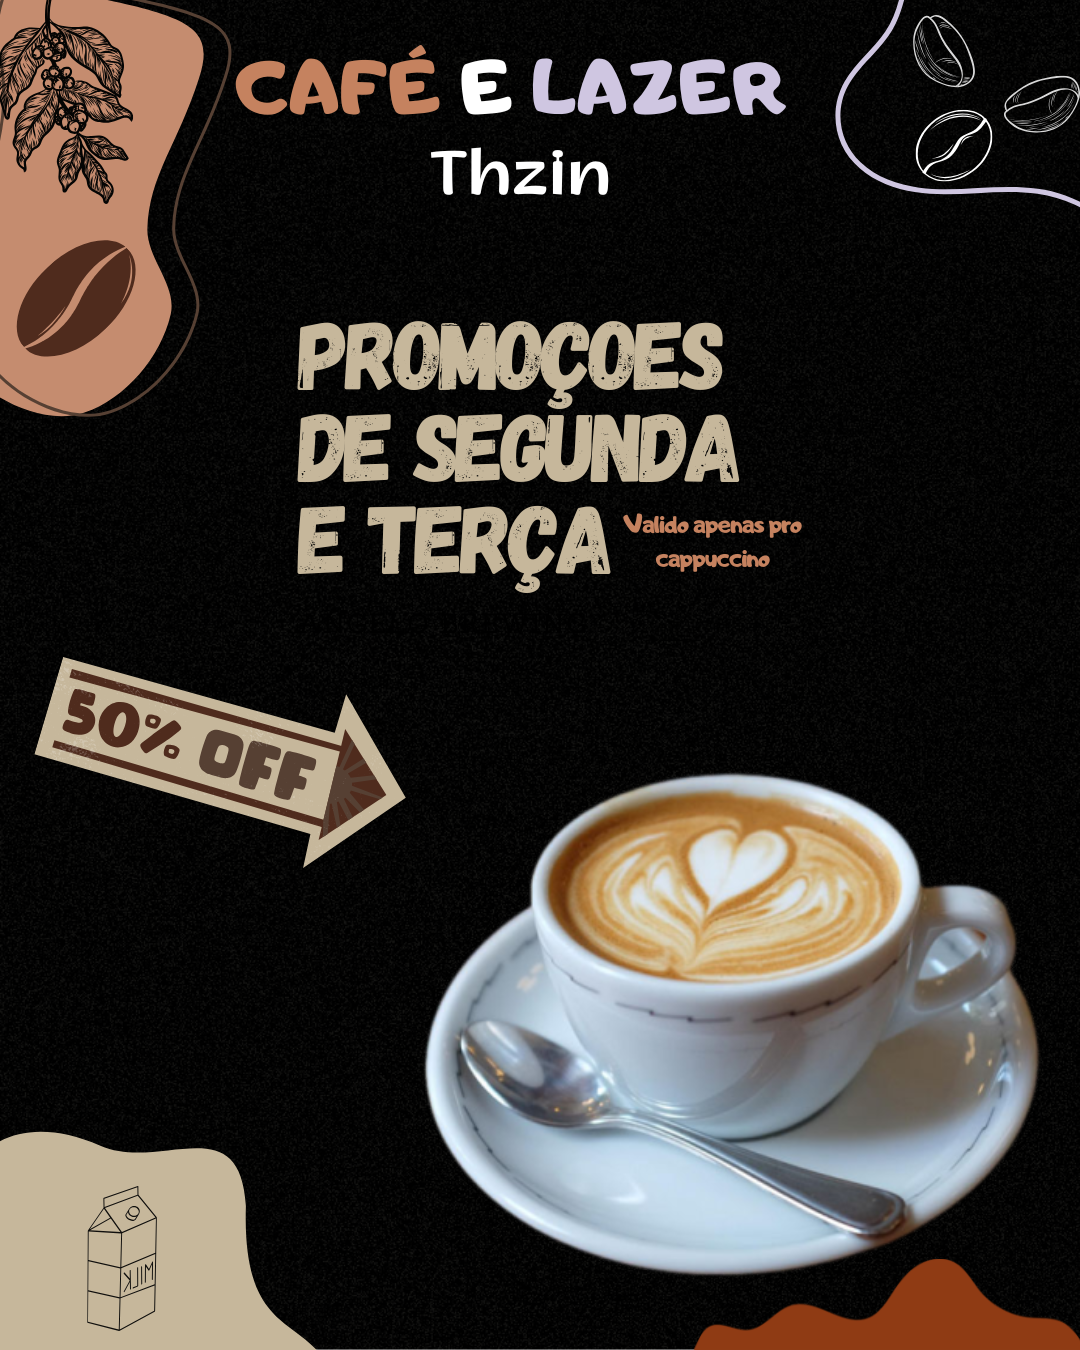 CAFÉ E LAZER
Thzin
PROMOÇOES
DE SEGUNDA
E TERÇA
Valido apenas pro
cappuccino
50% OFF
MILK